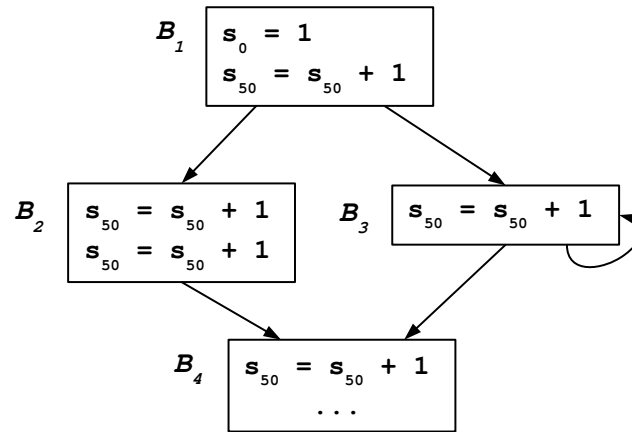 B₁
s₀ = 1
s₅₀ = s₅₀ + 1
B₂
s₅₀ = s₅₀ + 1
s₅₀ = s₅₀ + 1
B₃
s₅₀ = s₅₀ + 1
B₄
s₅₀ = s₅₀ + 1
...